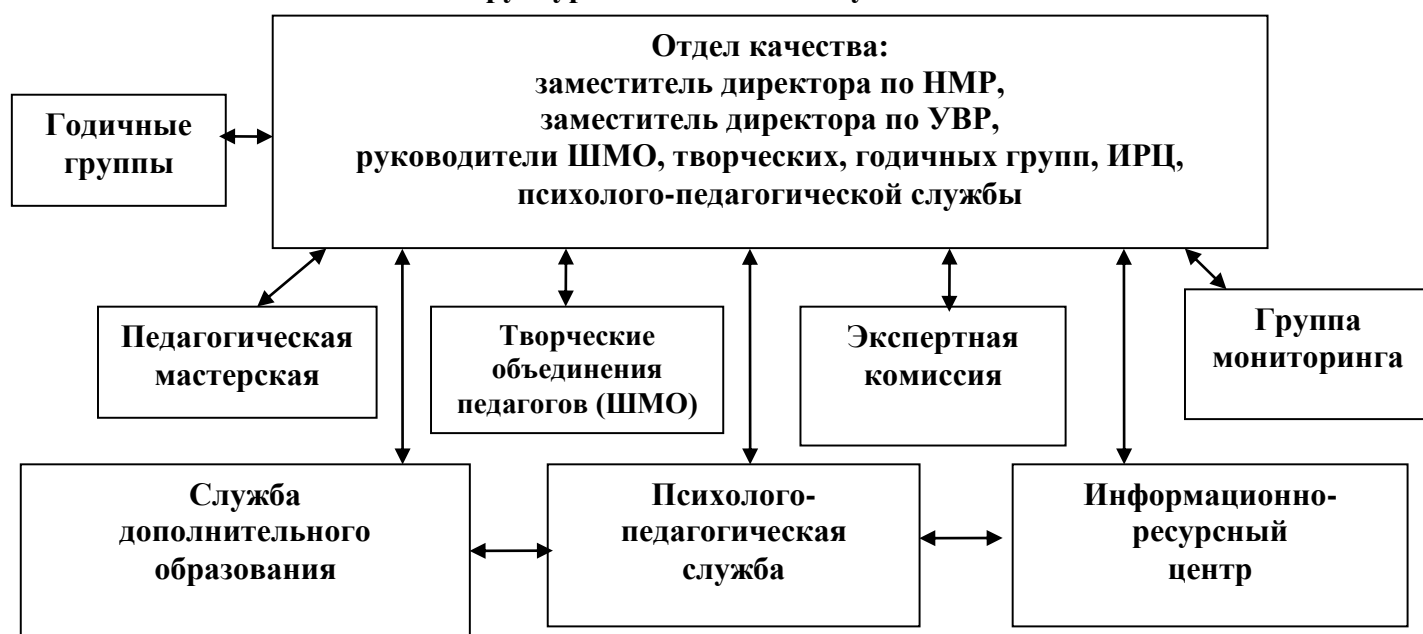 Отдел качества:
заместитель директора по НМР,
заместитель директора по УВР,
руководители ШМО, творческих, годичных групп, ИРЦ,
психолого-педагогической службы
Годичные
группы
Педагогическая
мастерская
Творческие
объединения
педагогов (ШМО)
Экспертная
комиссия
Группа
мониторинга
Служба
дополнительного
образования
Психолого-
педагогическая
служба
Информационно-
ресурсный
центр